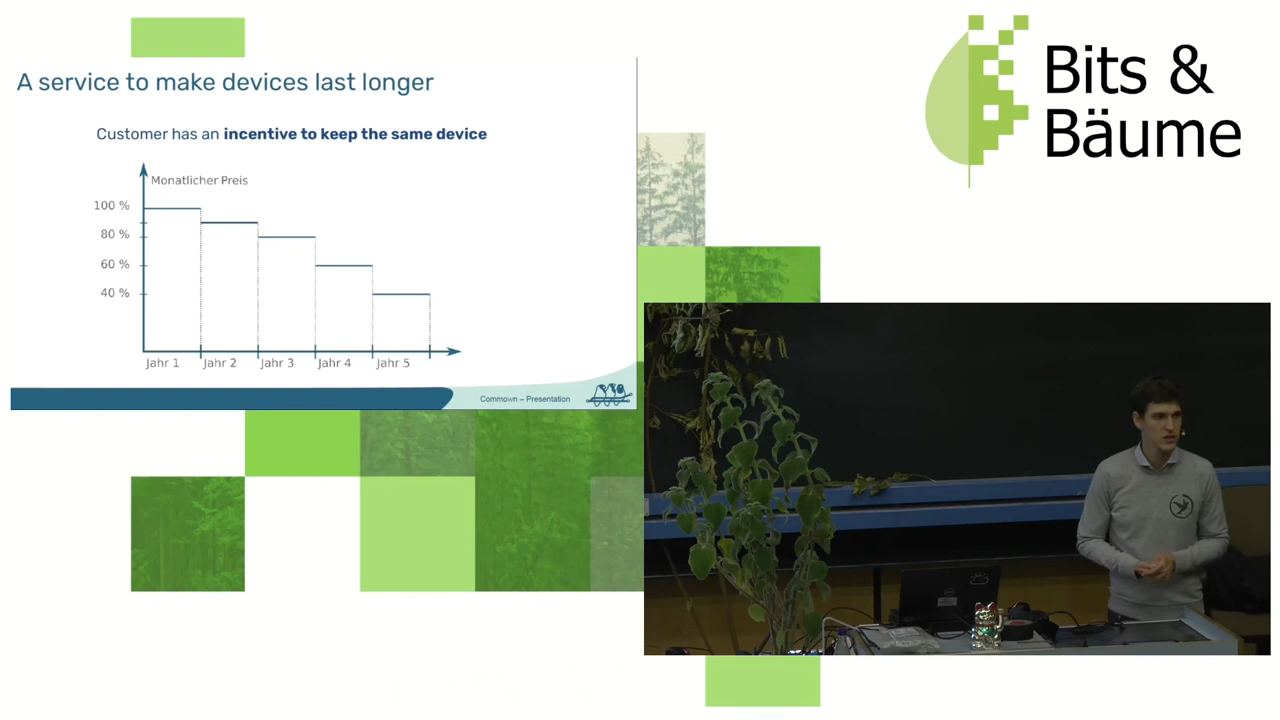 A service to make devices last longer
Customer has an incentive to keep the same device
Monatlicher Preis
100 %
80 %
60 %
40 %
Jahr 1
Jahr 2
Jahr 3
Jahr 4
Jahr 5
Commown – Presentation
Bits &
Bäume